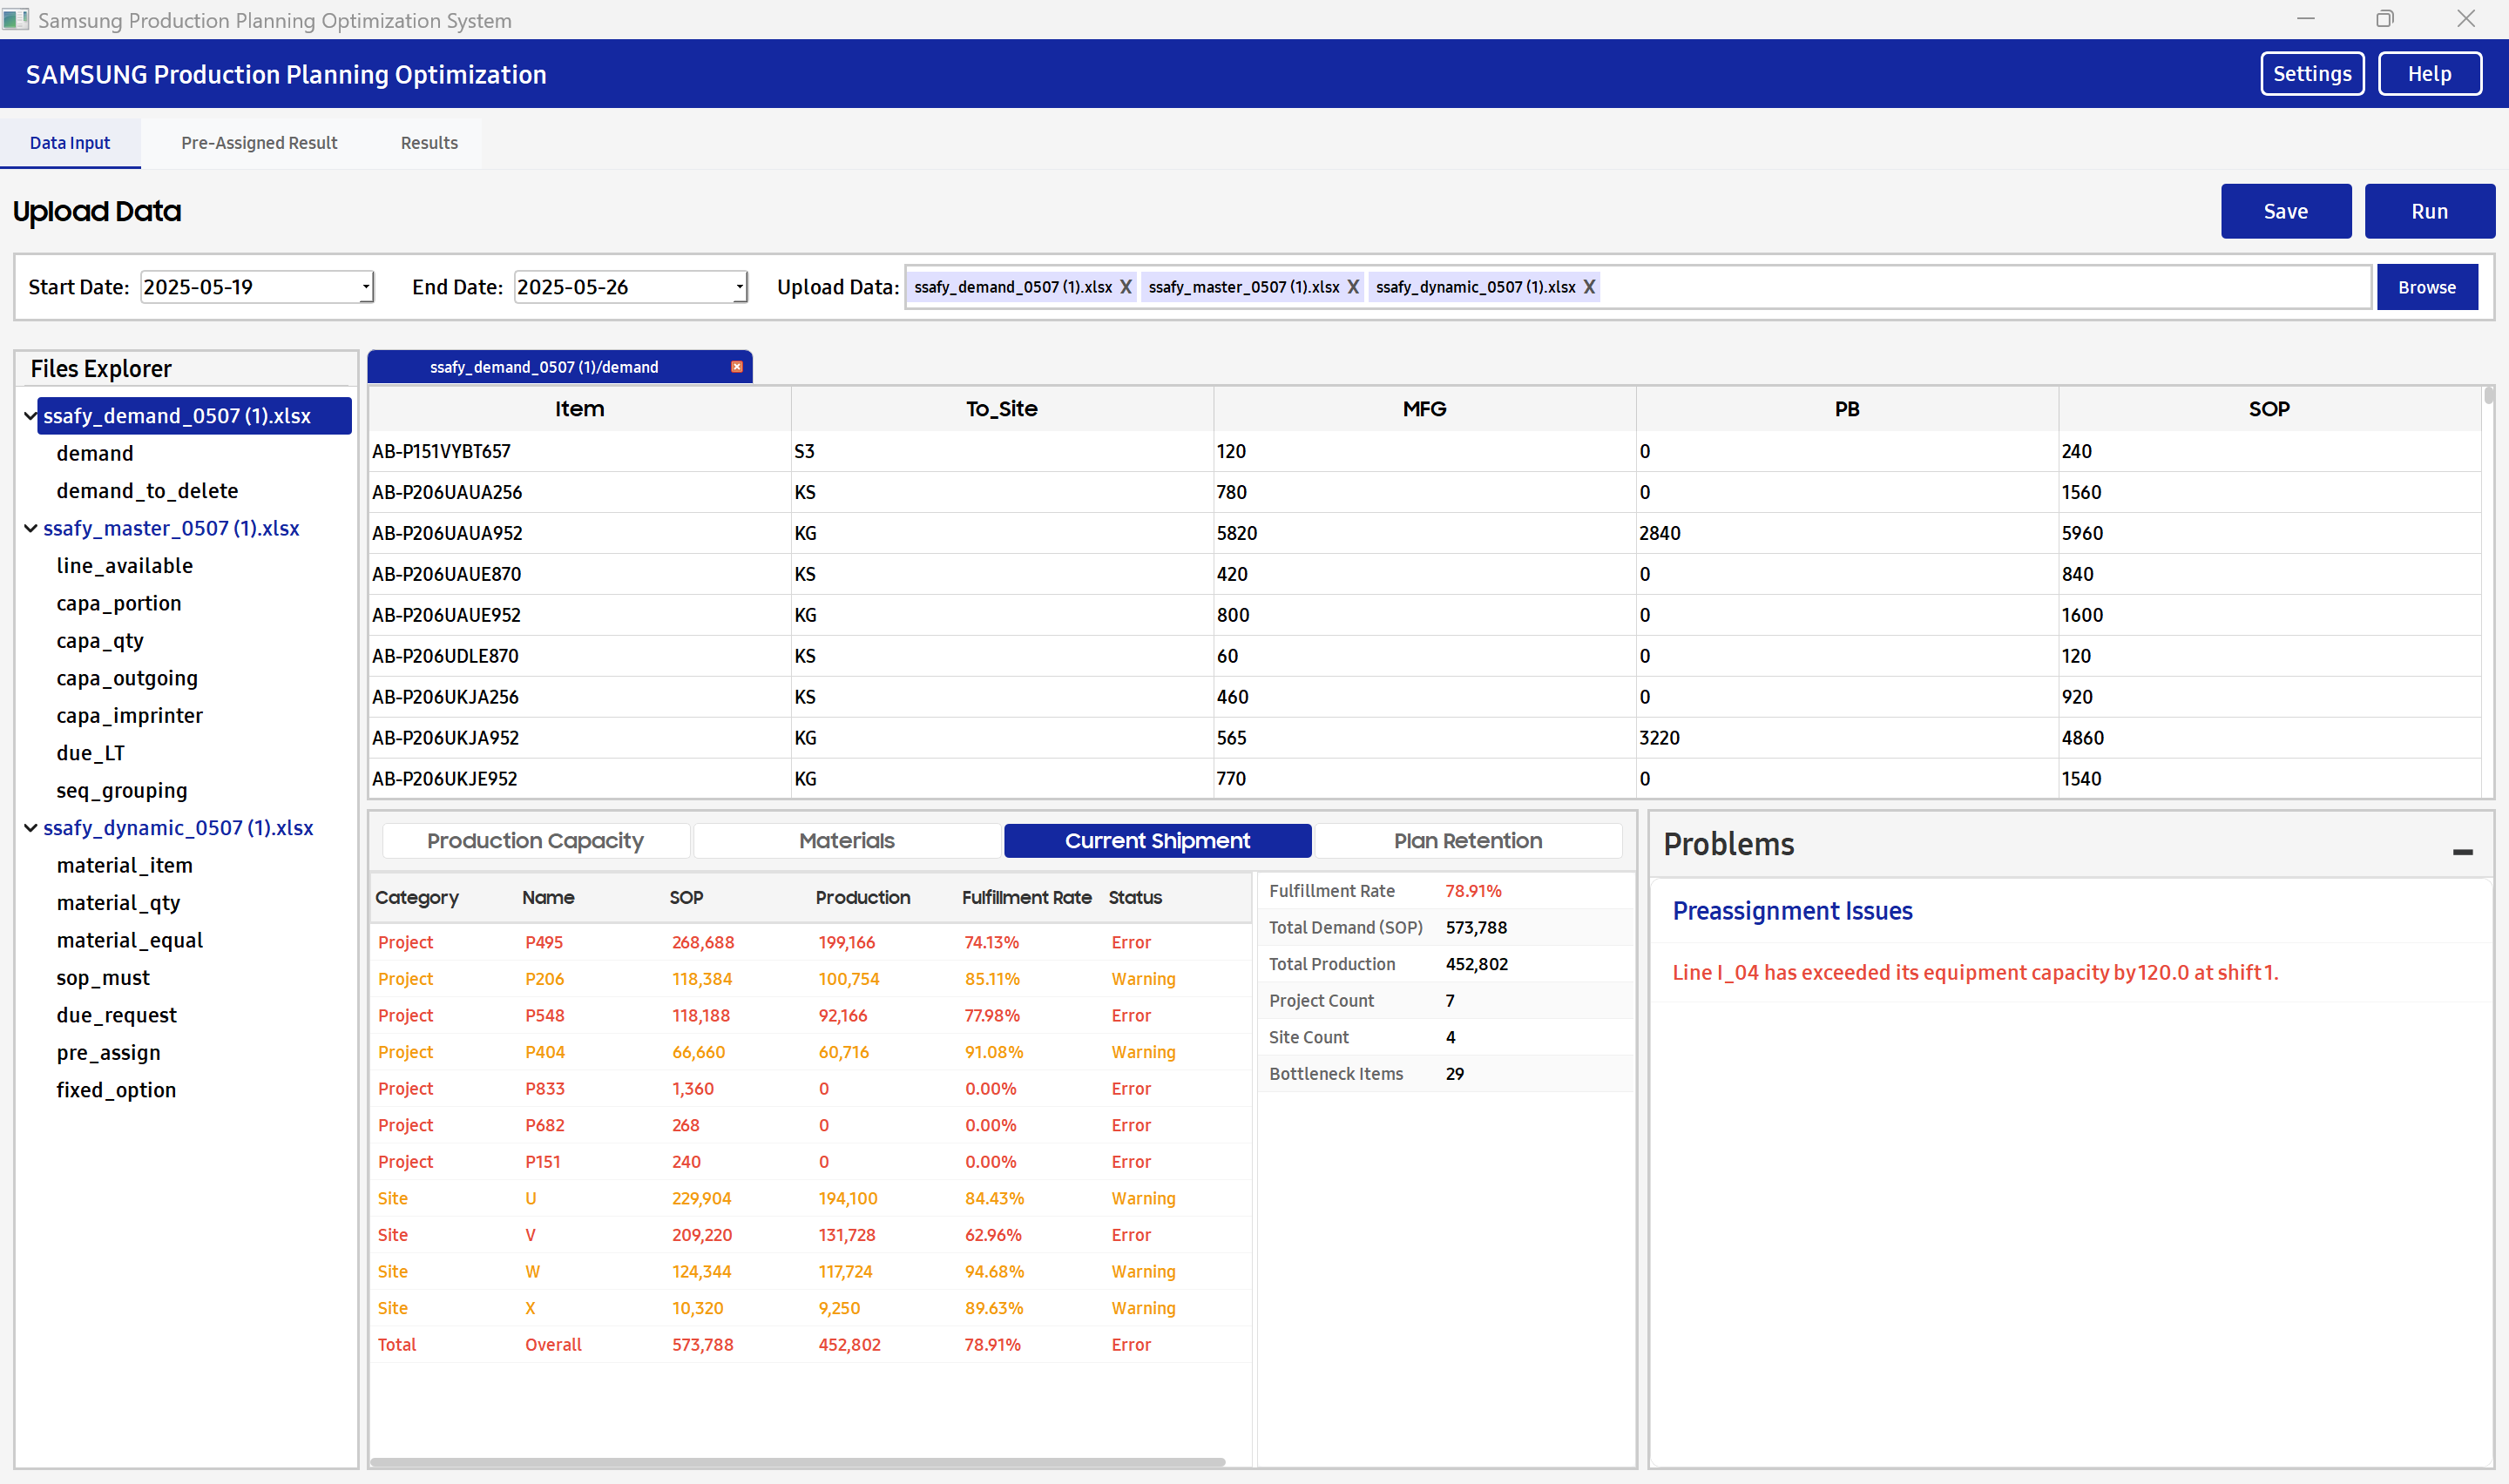 Samsung Production Planning Optimization System
SAMSUNG Production Planning Optimization
Settings
Help
Data Input
Pre-Assigned Result
Results
Upload Data
Save
Run
Start Date: 2025-05-19
End Date: 2025-05-26
Upload Data: ssafy_demand_0507 (1).xlsx X ssafy_master_0507 (1).xlsx X ssafy_dynamic_0507 (1).xlsx X
Browse
Files Explorer
ssafy_demand_0507 (1).xlsx
demand
demand_to_delete
ssafy_master_0507 (1).xlsx
line_available
capa_portion
capa_qty
capa_outgoing
capa_imprinter
due_LT
seq_grouping
ssafy_dynamic_0507 (1).xlsx
material_item
material_qty
material_equal
sop_must
due_request
pre_assign
fixed_option
ssafy_demand_0507 (1)/demand
Item To_Site MFG PB SOP
AB-P151VYBT657 S3 120 0 240
AB-P206UAUA256 KS 780 0 1560
AB-P206UAUA952 KG 5820 2840 5960
AB-P206UAUE870 KS 420 0 840
AB-P206UAUE952 KG 800 0 1600
AB-P206UDLE870 KS 60 0 120
AB-P206UKJA256 KS 460 0 920
AB-P206UKJA952 KG 565 3220 4860
AB-P206UKJE952 KG 770 0 1540
Production Capacity
Materials
Current Shipment
Plan Retention
Category Name SOP Production Fulfillment Rate Status
Project P495 268,688 199,166 74.13% Error
Project P206 118,384 100,754 85.11% Warning
Project P548 118,188 92,166 77.98% Error
Project P404 66,660 60,716 91.08% Warning
Project P833 1,360 0 0.00% Error
Project P682 268 0 0.00% Error
Project P151 240 0 0.00% Error
Site U 229,904 194,100 84.43% Warning
Site V 209,220 131,728 62.96% Error
Site W 124,344 117,724 94.68% Warning
Site X 10,320 9,250 89.63% Warning
Total Overall 573,788 452,802 78.91% Error
Fulfillment Rate 78.91%
Total Demand (SOP) 573,788
Total Production 452,802
Project Count 7
Site Count 4
Bottleneck Items 29
Problems
Preassignment Issues
Line I_04 has exceeded its equipment capacity by 120.0 at shift 1.